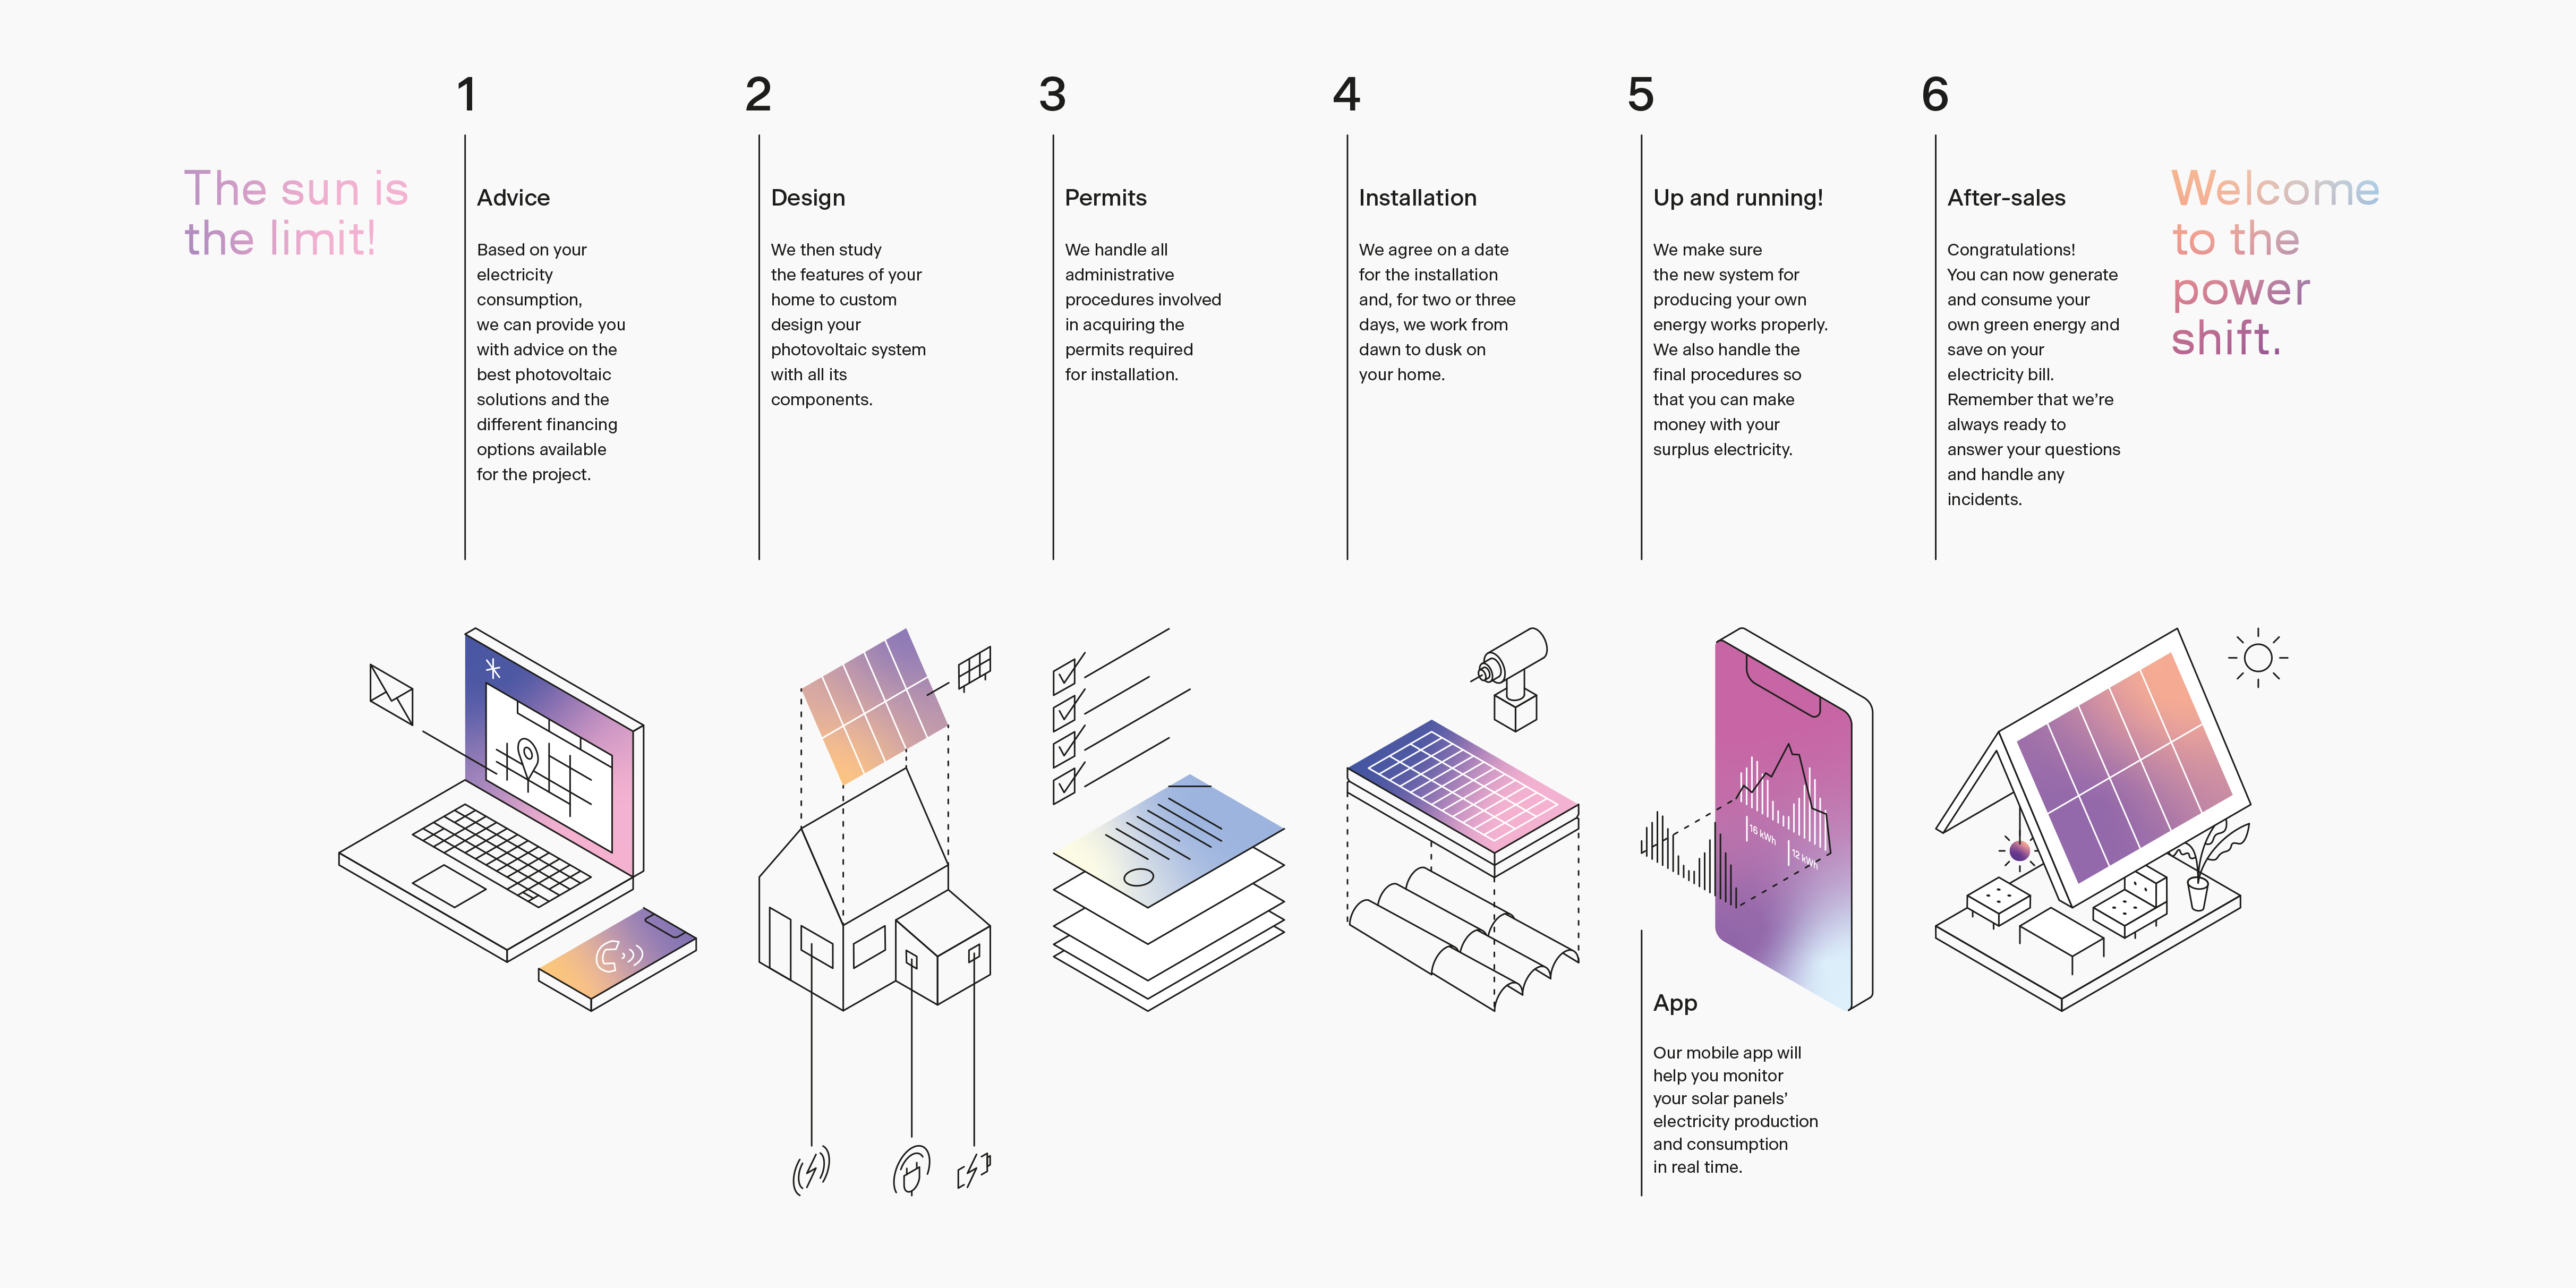 The sun is
the limit!
1
Advice
Based on your
electricity
consumption,
we can provide you
with advice on the
best photovoltaic
solutions and the
different financing
options available
for the project.
2
Design
We then study
the features of your
home to custom
design your
photovoltaic system
with all its
components.
3
Permits
We handle all
administrative
procedures involved
in acquiring the
permits required
for installation.
4
Installation
We agree on a date
for the installation
and, for two or three
days, we work from
dawn to dusk on
your home.
5
Up and running!
We make sure
the new system for
producing your own
energy works properly.
We also handle the
final procedures so
that you can make
money with your
surplus electricity.
16 kWh
12 kWh
App
Our mobile app will
help you monitor
your solar panels’
electricity production
and consumption
in real time.
6
After-sales
Congratulations!
You can now generate
and consume your
own green energy and
save on your
electricity bill.
Remember that we’re
always ready to
answer your questions
and handle any
incidents.
Welcome
to the
power
shift.